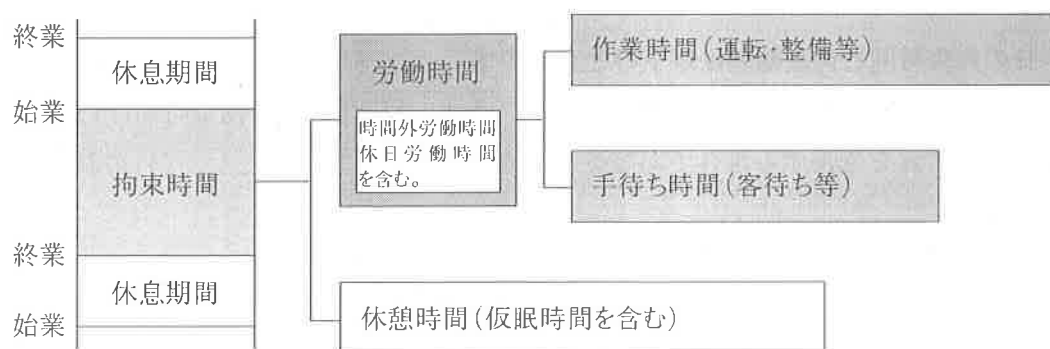 終業
休息期間
始業
拘束時間
終業
休息期間
始業
労働時間
時間外労働時間
休日労働時間
を含む。
作業時間(運転・整備等)
手待ち時間(客待ち等)
休憩時間(仮眠時間を含む)